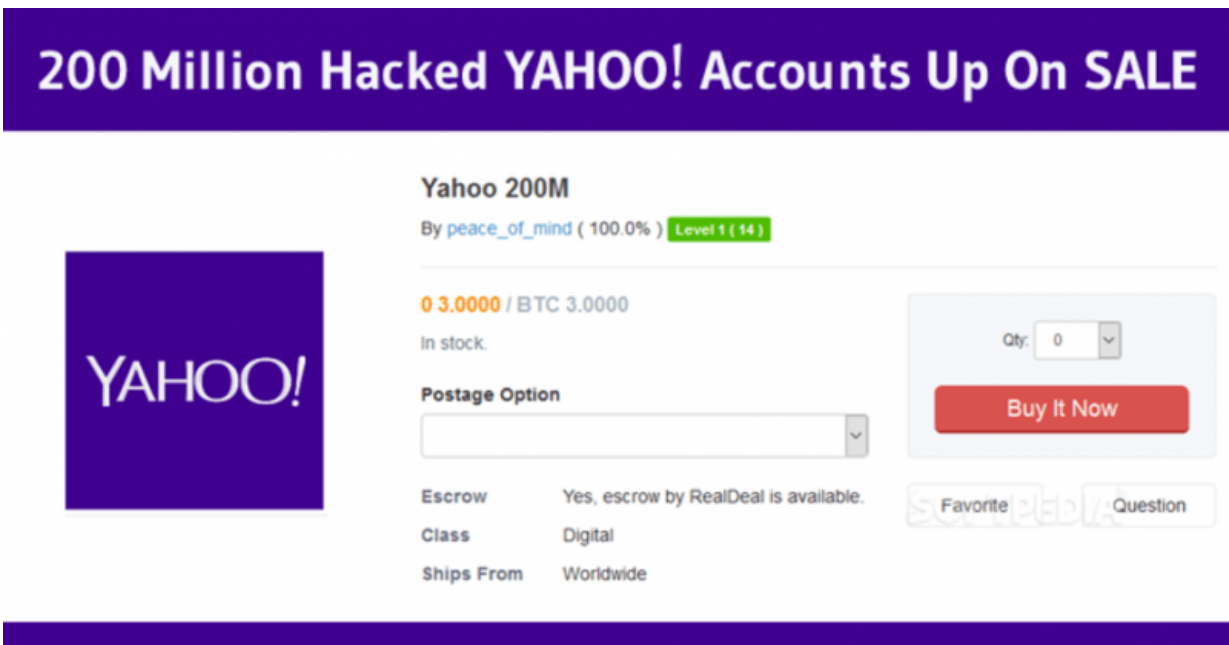 200 Million Hacked YAHOO! Accounts Up On SALE
Yahoo 200M
By peace_of_mind ( 100.0% ) Level 1 ( 14 )
YAHOO!
0 3.0000 / BTC 3.0000
In stock.
Qty: 0
Postage Option
Buy It Now
Escrow Yes, escrow by RealDeal is available.
Favorite Question
SOFTPEDIA
Class Digital
Ships From Worldwide